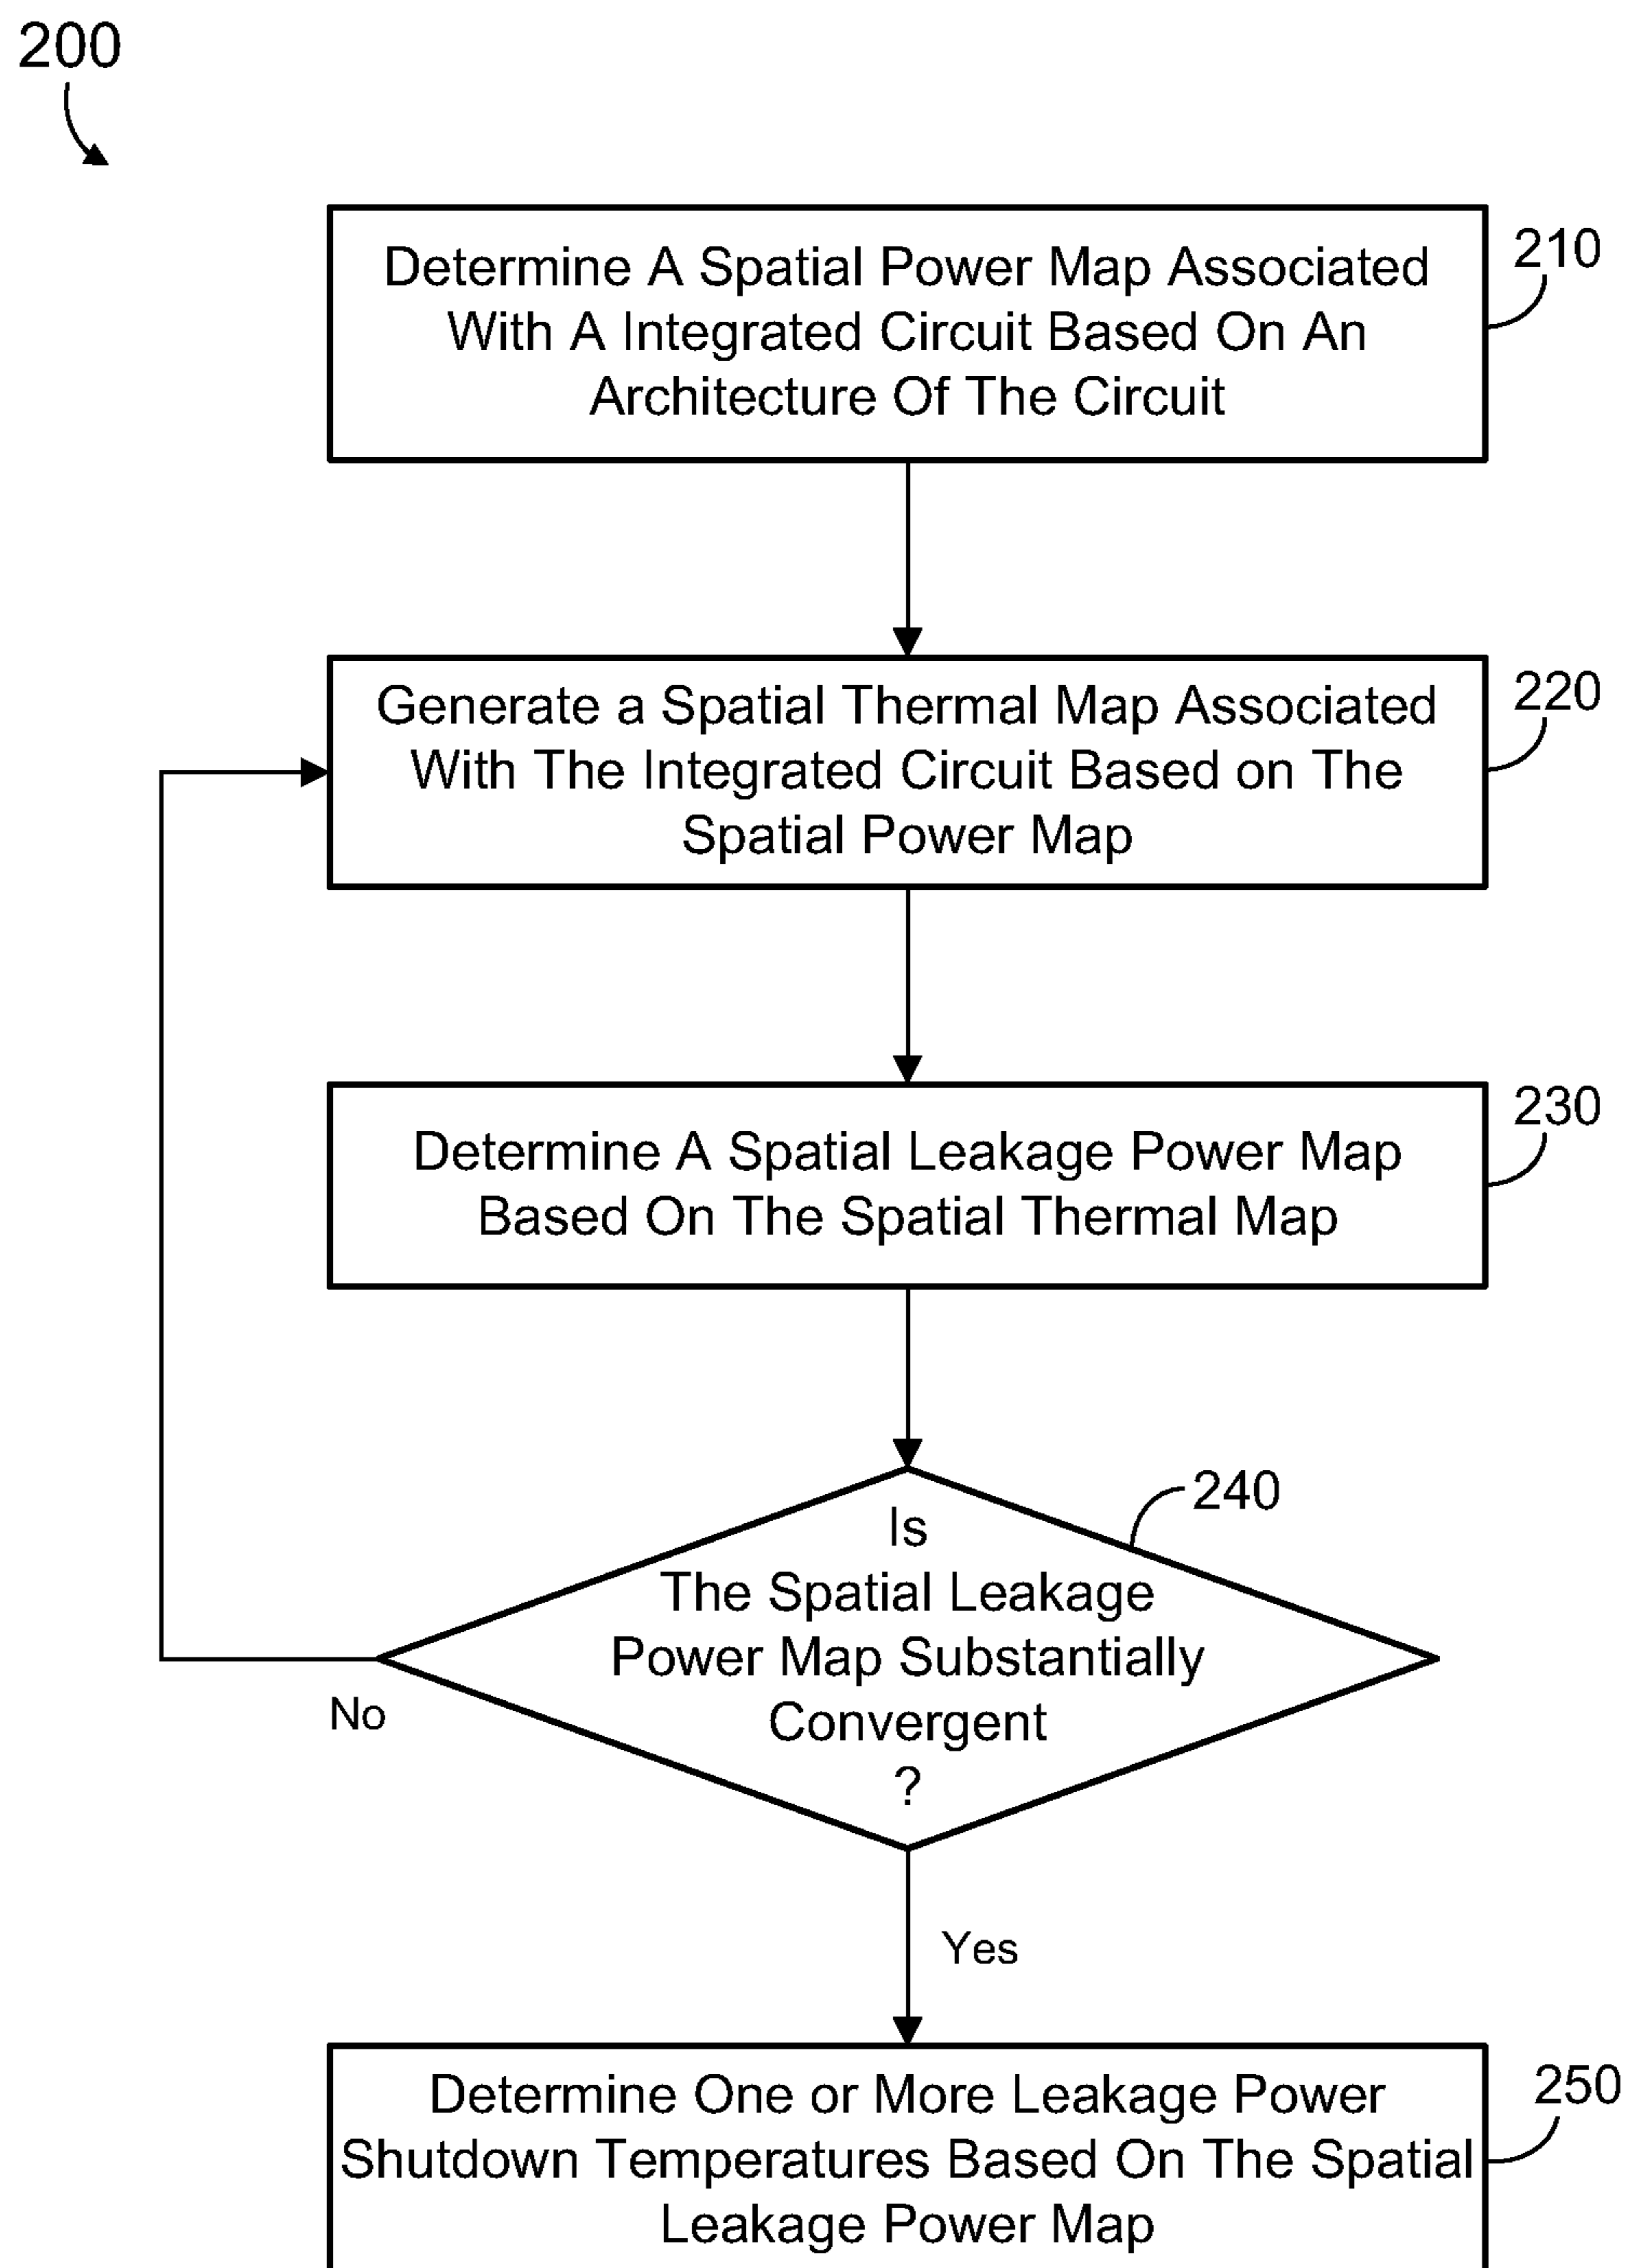 200
Determine A Spatial Power Map Associated
With A Integrated Circuit Based On An
Architecture Of The Circuit
210
Generate a Spatial Thermal Map Associated
With The Integrated Circuit Based on The
Spatial Power Map
220
Determine A Spatial Leakage Power Map
Based On The Spatial Thermal Map
230
Is
The Spatial Leakage
Power Map Substantially
Convergent
?
240
No
Yes
Determine One or More Leakage Power
Shutdown Temperatures Based On The Spatial
Leakage Power Map
250